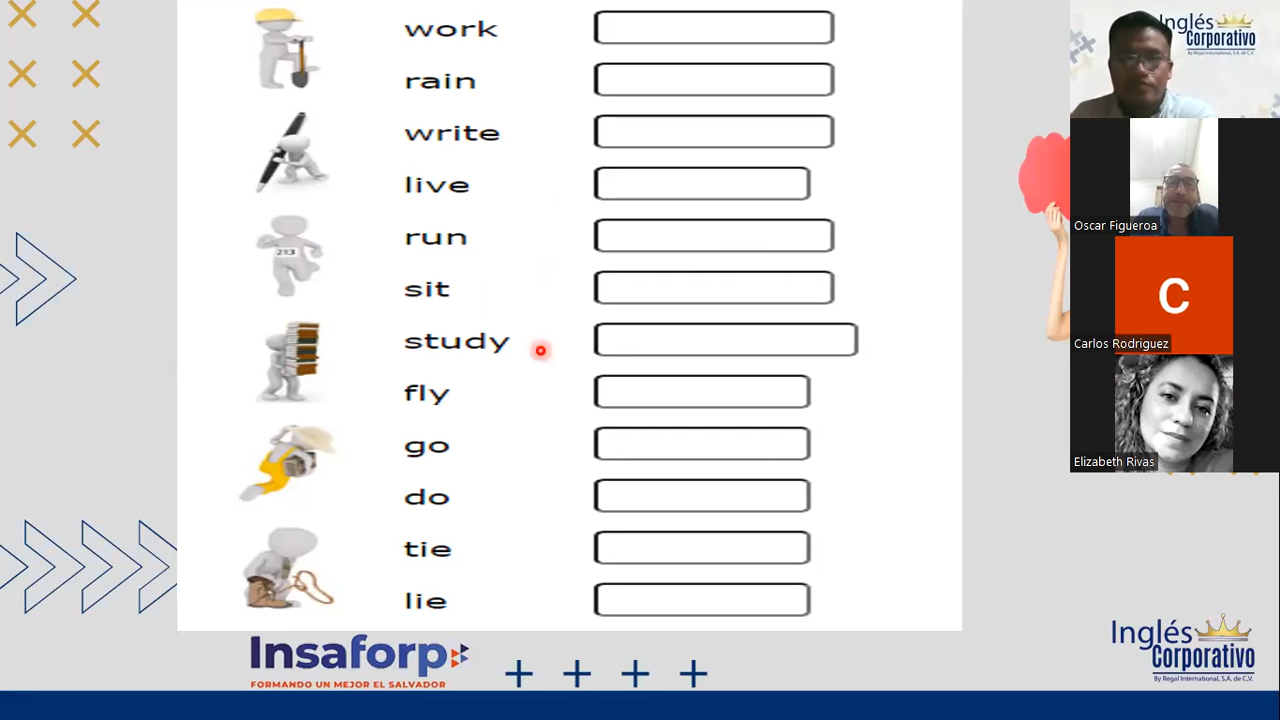 work
rain
write
live
run
213
sit
study
fly
go
do
tie
lie
Insaforp
FORMANDO UN MEJOR EL SALVADOR
Inglés
Corporativo
By Regal International, S.A. de C.V.
Inglés
Corporativo
By Regal International, S.A. de C.V.
Oscar Figueroa
C
Carlos Rodriguez
Elizabeth Rivas